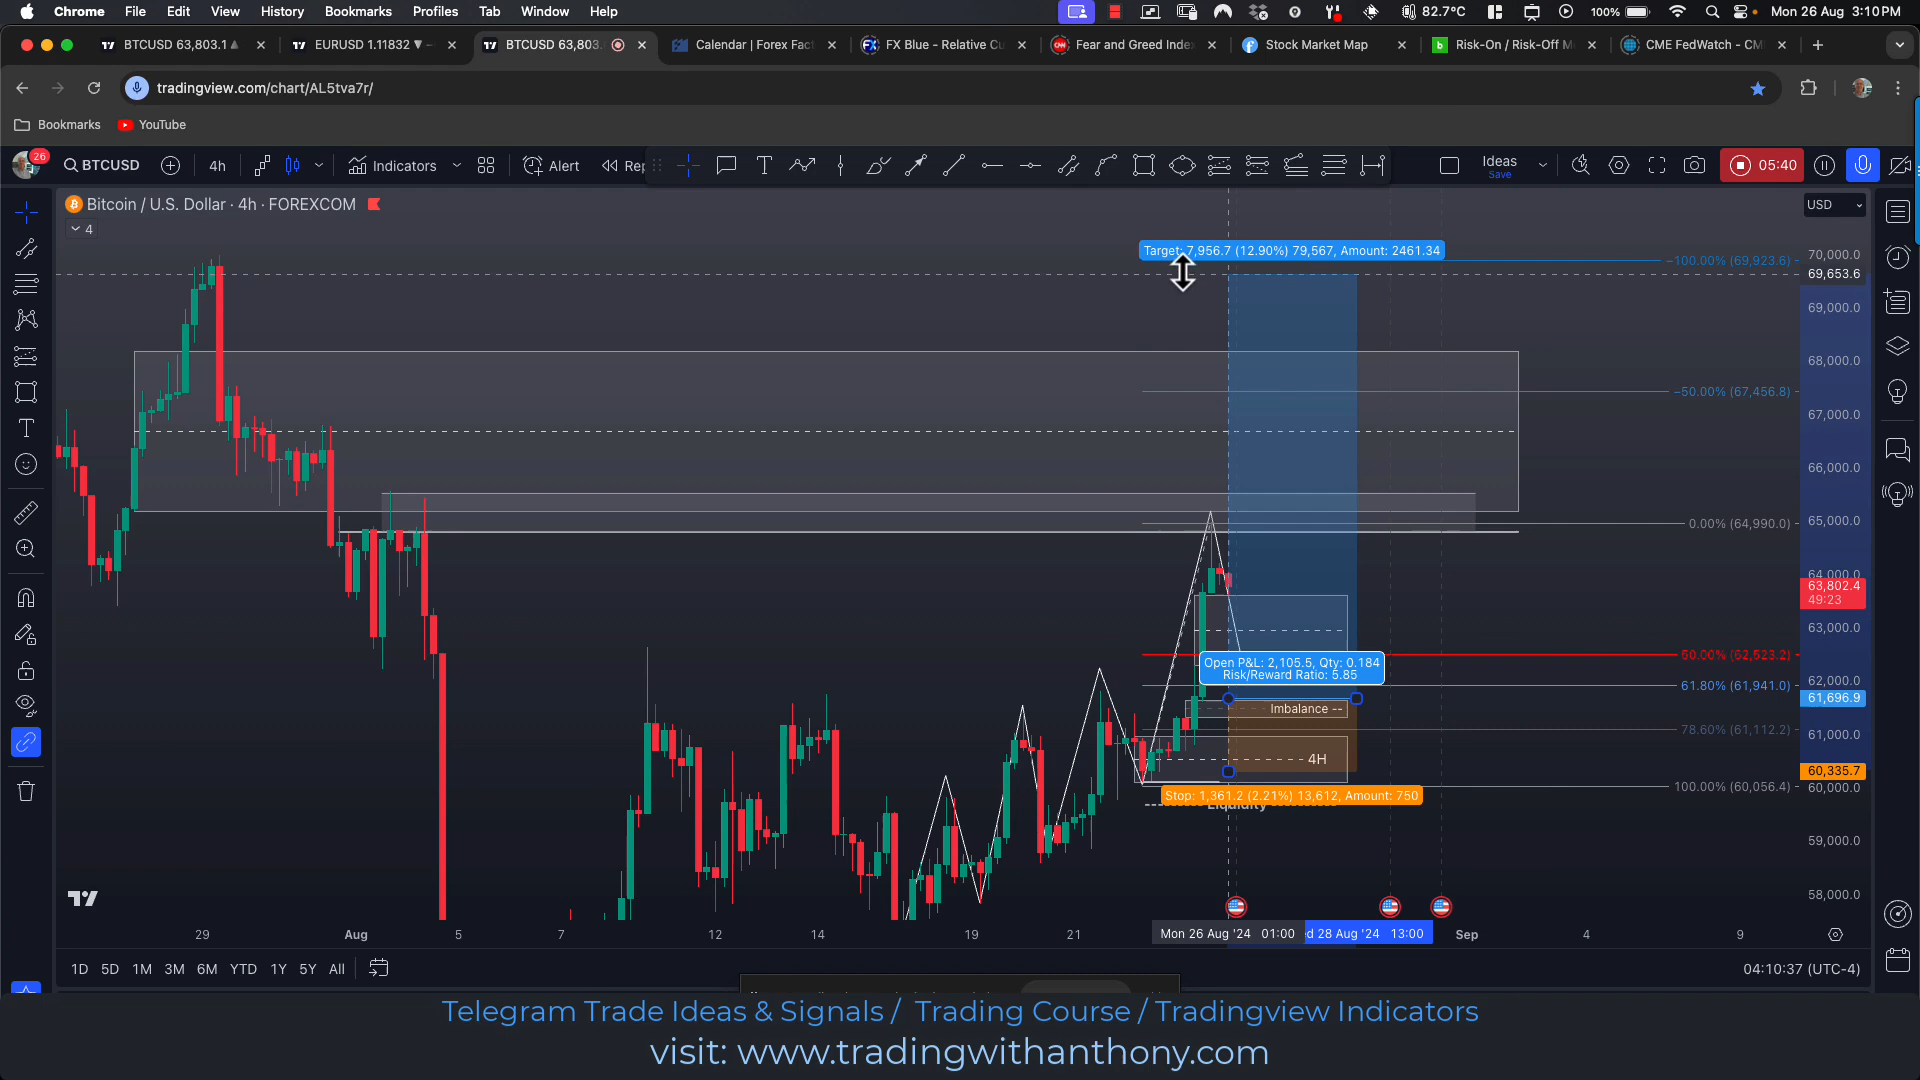 Chrome File Edit View History Bookmarks Profiles Tab Window Help 82.7°C 100% Mon 26 Aug 3:10 PM
BTCUSD 63,803.1 EURUSD 1.11832 BTCUSD 63,803. Calendar | Forex Fact FX Blue - Relative Cu Fear and Greed Index Stock Market Map Risk-On / Risk-Off M CME FedWatch - CM
tradingview.com/chart/AL5tva7r/
Bookmarks YouTube
26 BTCUSD 4h Indicators Alert Rep Ideas Save 05:40
Bitcoin / U.S. Dollar · 4h · FOREXCOM USD
4
Target: 7,956.7 (12.90%) 79,567, Amount: 2461.34
70,000.0
-100.00% (69,923.6)
69,653.6
69,000.0
68,000.0
-50.00% (67,456.8)
67,000.0
66,000.0
65,000.0
0.00% (64,990.0)
64,000.0
63,802.4
49:23
63,000.0
50.00% (62,523.2)
Open P&L: 2,105.5, Qty: 0.184
Risk/Reward Ratio: 5.85
62,000.0
61.80% (61,941.0)
61,696.9
Imbalance --
78.60% (61,112.2)
61,000.0
4H
60,335.7
100.00% (60,056.4)
60,000.0
Stop: 1,361.2 (2.21%) 13,612, Amount: 750
Liquidity
59,000.0
58,000.0
29 Aug 5 7 12 14 19 21 Mon 26 Aug '24 01:00 d 28 Aug '24 13:00 Sep 4 9
1D 5D 1M 3M 6M YTD 1Y 5Y All 04:10:37 (UTC-4)
Telegram Trade Ideas & Signals / Trading Course / Tradingview Indicators
visit: www.tradingwithanthony.com